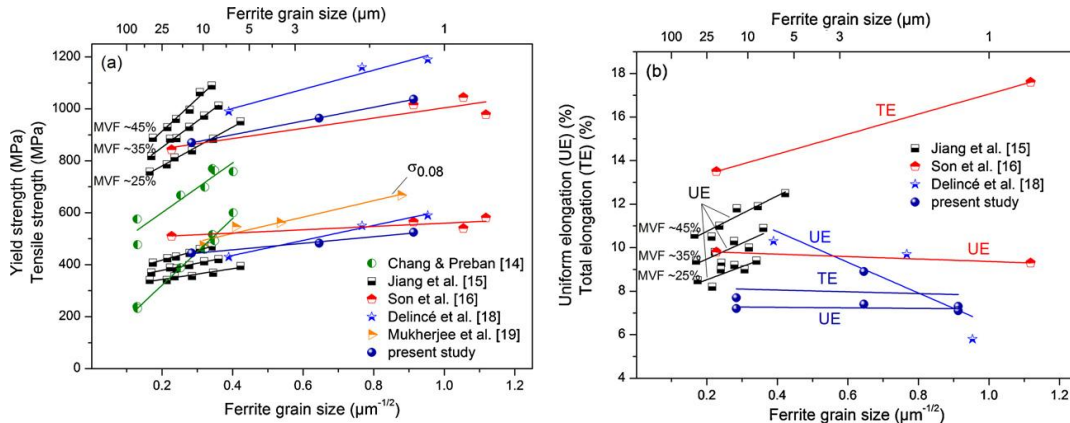 Ferrite grain size (µm)
100 25 10 5 3 1
(a)
Yield strength (MPa)
Tensile strength (MPa)
1200
1000
800
600
400
200
0
MVF ~45%
MVF ~35%
MVF ~25%
σ0.08
Chang & Preban [14]
Jiang et al. [15]
Son et al. [16]
Delincé et al. [18]
Mukherjee et al. [19]
present study
0.2 0.4 0.6 0.8 1.0 1.2
Ferrite grain size (µm-1/2)
Ferrite grain size (µm)
100 25 10 3 1
(b)
Uniform elongation (UE) (%)
Total elongation (TE) (%)
18
16
14
12
10
8
6
4
TE
UE
MVF ~45%
MVF ~35%
MVF ~25%
Jiang et al. [15]
Son et al. [16]
Delincé et al. [18]
present study
UE
TE
UE
UE
0.2 0.4 0.6 0.8 1.0 1.2
Ferrite grain size (µm-1/2)